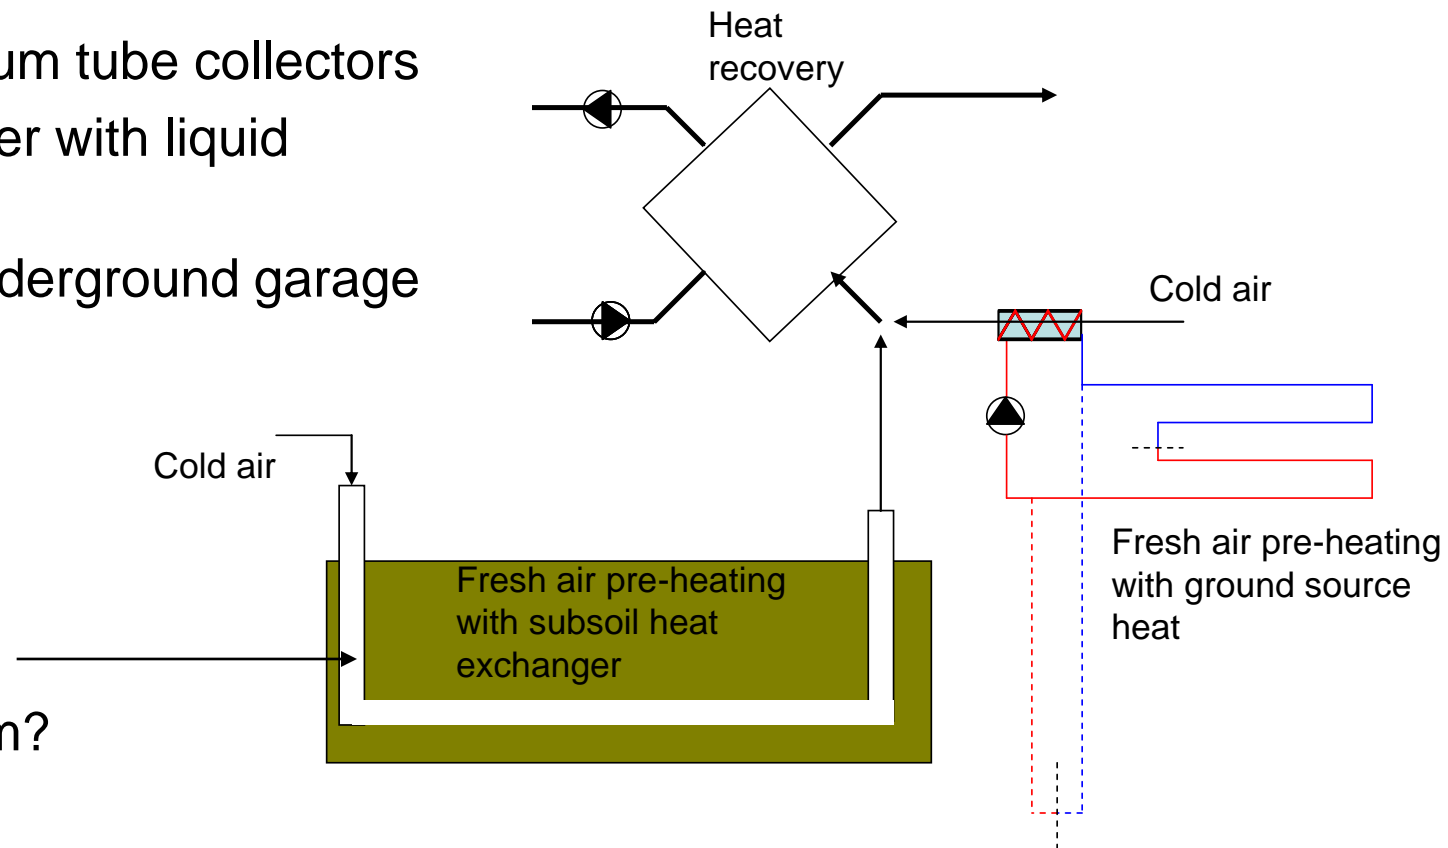 um tube collectors
er with liquid
derground garage
m?
Heat
recovery
Cold air
Cold air
Fresh air pre-heating
with subsoil heat
exchanger
Fresh air pre-heating
with ground source
heat